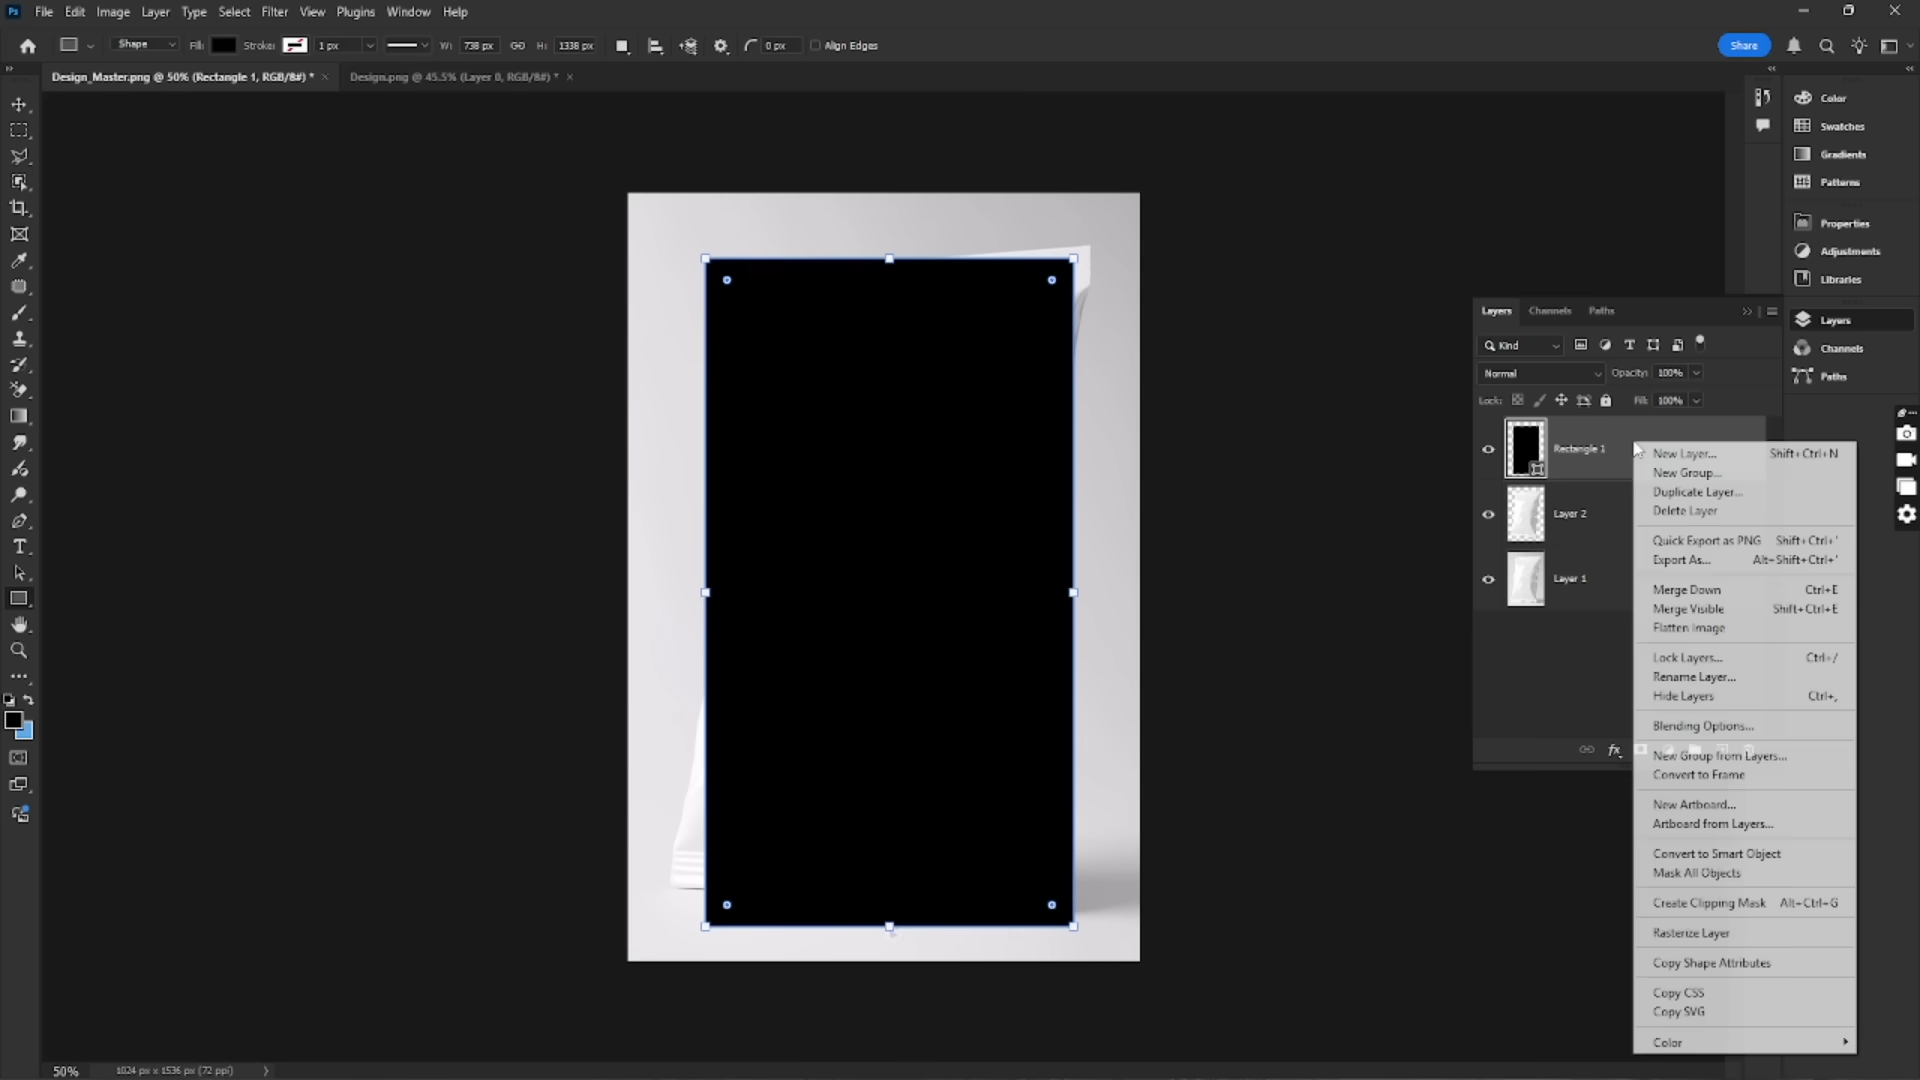 Ps File Edit Image Layer Type Select Filter View Plugins Window Help
Shape Fill: Stroke: 1 px W: 738 px H: 1338 px 0 px Align Edges Share
Design_Master.png @ 50% (Rectangle 1, RGB/8#) * × Design.png @ 45.5% (Layer 0, RGB/8#) * ×
Color
Swatches
Gradients
Patterns
Properties
Adjustments
Libraries
Layers
Channels
Paths
Layers Channels Paths
Kind
Normal Opacity: 100%
Lock: Fill: 100%
Rectangle 1
Layer 2
Layer 1
fx
New Layer... Shift+Ctrl+N
New Group...
Duplicate Layer...
Delete Layer
Quick Export as PNG Shift+Ctrl+'
Export As... Alt+Shift+Ctrl+'
Merge Down Ctrl+E
Merge Visible Shift+Ctrl+E
Flatten Image
Lock Layers... Ctrl+/
Rename Layer...
Hide Layers Ctrl+,
Blending Options...
New Group from Layers...
Convert to Frame
New Artboard...
Artboard from Layers...
Convert to Smart Object
Mask All Objects
Create Clipping Mask Alt+Ctrl+G
Rasterize Layer
Copy Shape Attributes
Copy CSS
Copy SVG
Color
50% 1024 px x 1536 px (72 ppi)